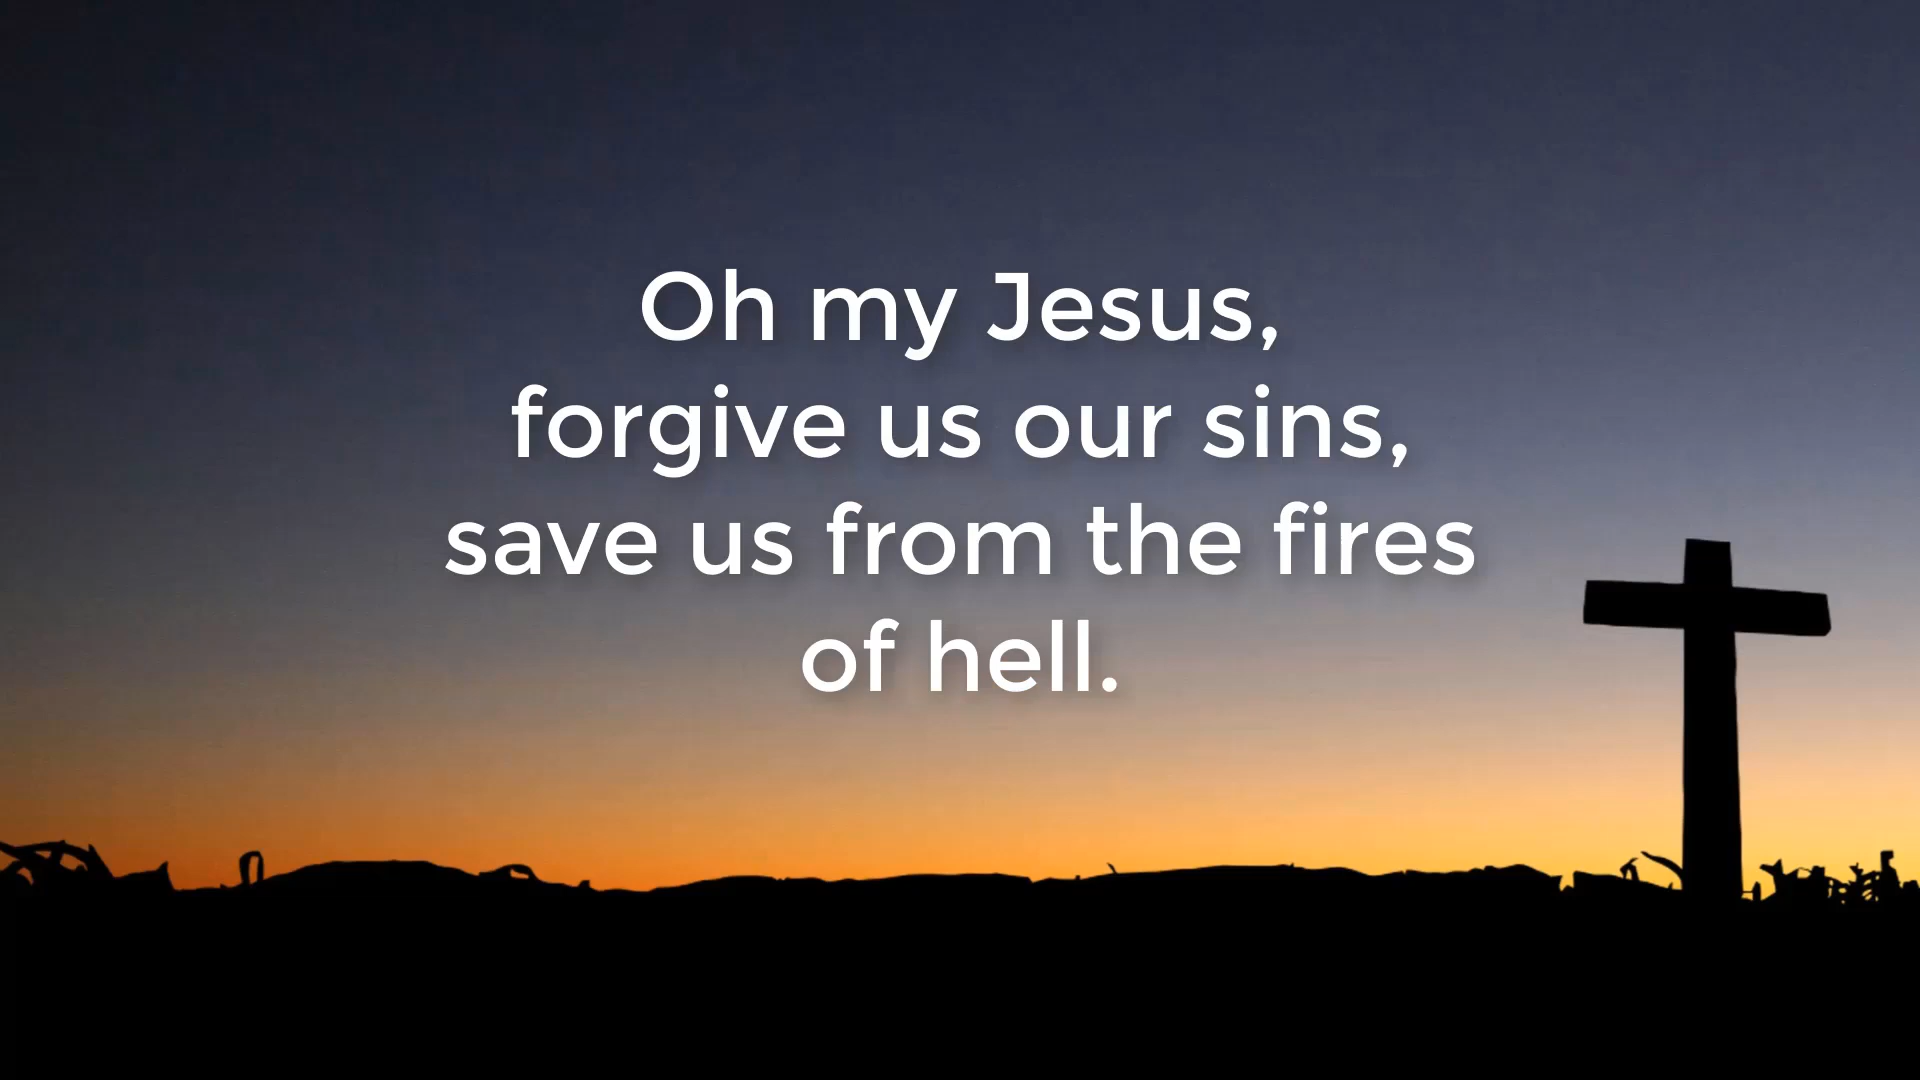 Oh my Jesus,
forgive us our sins,
save us from the fires
of hell.